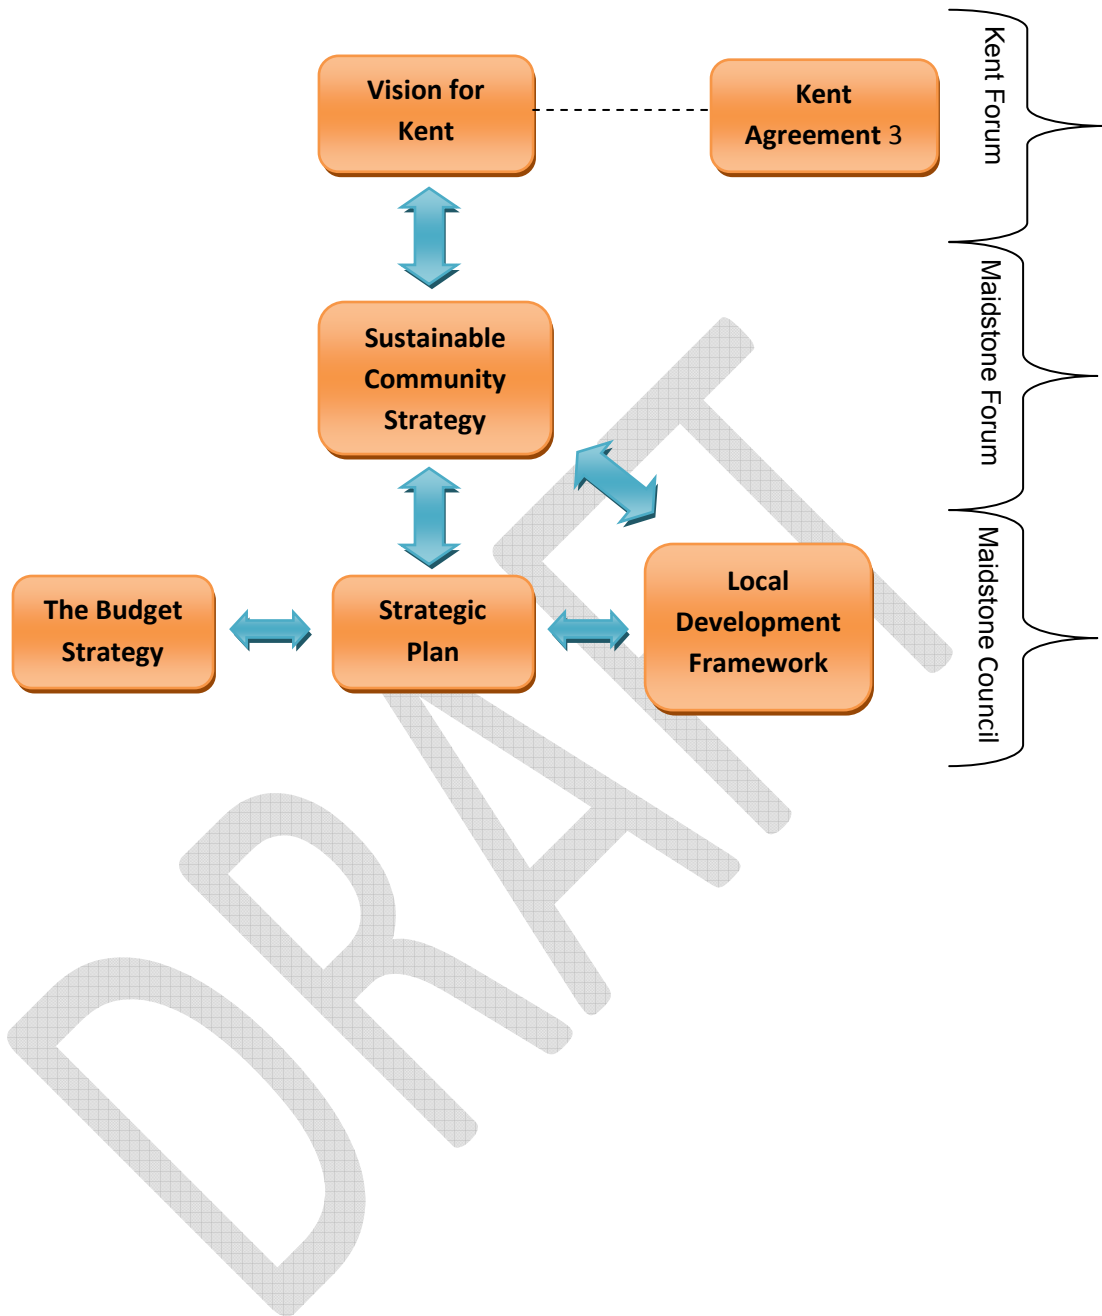 Vision for
Kent
Kent
Agreement 3
Kent Forum
Sustainable
Community
Strategy
Maidstone Forum
The Budget
Strategy
Strategic
Plan
Local
Development
Framework
Maidstone Council
DRAFT